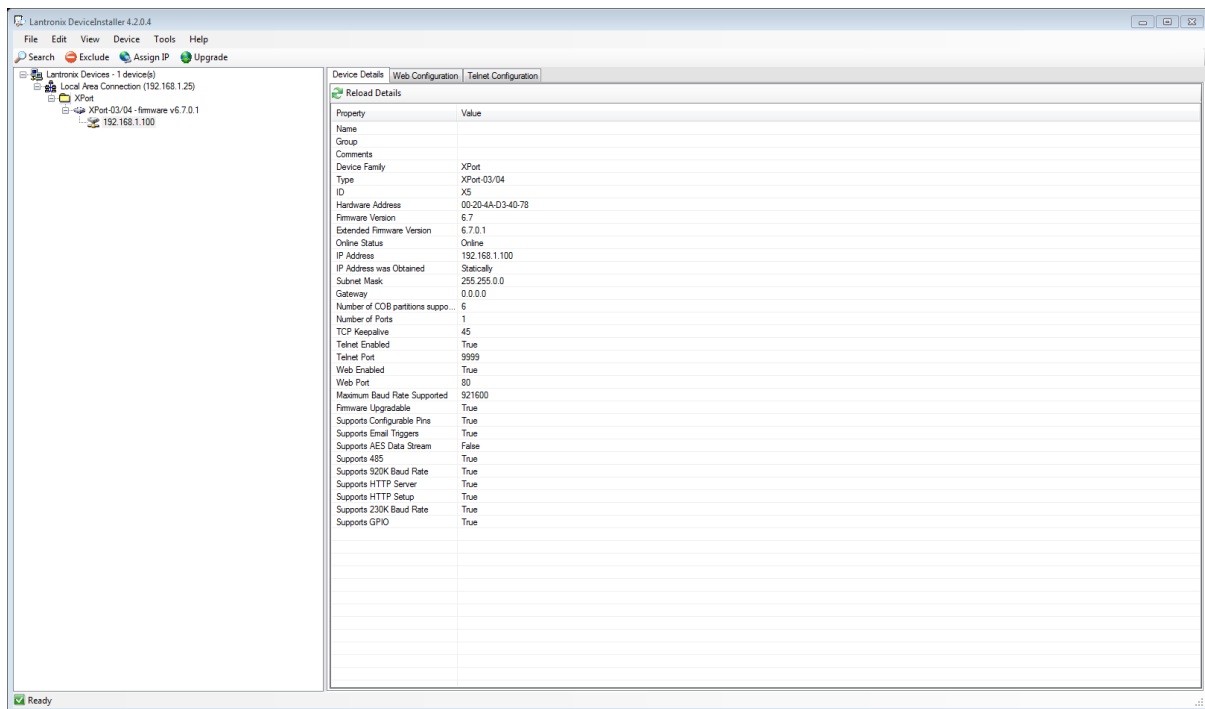 Lantronix DeviceInstaller 4.2.0.4
File Edit View Device Tools Help
Search Exclude Assign IP Upgrade
Lantronix Devices - 1 device(s)
Local Area Connection (192.168.1.25)
XPort
XPort-03/04 - firmware v6.7.0.1
192.168.1.100
Device Details Web Configuration Telnet Configuration
Reload Details
Property Value
Name
Group
Comments
Device Family XPort
Type XPort-03/04
ID X5
Hardware Address 00-20-4A-D3-40-78
Firmware Version 6.7
Extended Firmware Version 6.7.0.1
Online Status Online
IP Address 192.168.1.100
IP Address was Obtained Statically
Subnet Mask 255.255.0.0
Gateway 0.0.0.0
Number of COB partitions suppo... 6
Number of Ports 1
TCP Keepalive 45
Telnet Enabled True
Telnet Port 9999
Web Enabled True
Web Port 80
Maximum Baud Rate Supported 921600
Firmware Upgradable True
Supports Configurable Pins True
Supports Email Triggers True
Supports AES Data Stream False
Supports 485 True
Supports 920K Baud Rate True
Supports HTTP Server True
Supports HTTP Setup True
Supports 230K Baud Rate True
Supports GPIO True
Ready